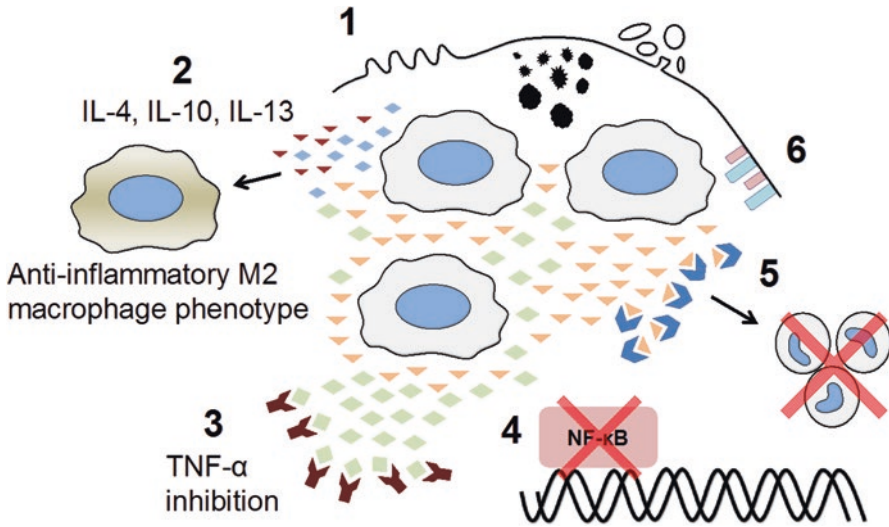 1
2
IL-4, IL-10, IL-13
Anti-inflammatory M2
macrophage phenotype
3
TNF-α
inhibition
4
NF-κB
5
6